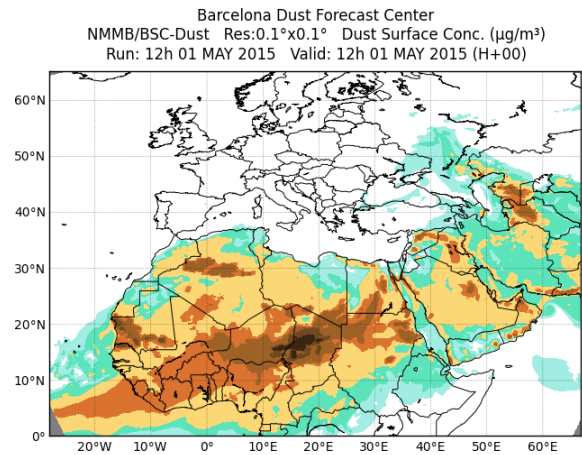 Barcelona Dust Forecast Center
NMMB/BSC-Dust Res:0.1°x0.1° Dust Surface Conc. (µg/m³)
Run: 12h 01 MAY 2015 Valid: 12h 01 MAY 2015 (H+00)
60°N
50°N
40°N
30°N
20°N
10°N
0°
20°W 10°W 0° 10°E 20°E 30°E 40°E 50°E 60°E